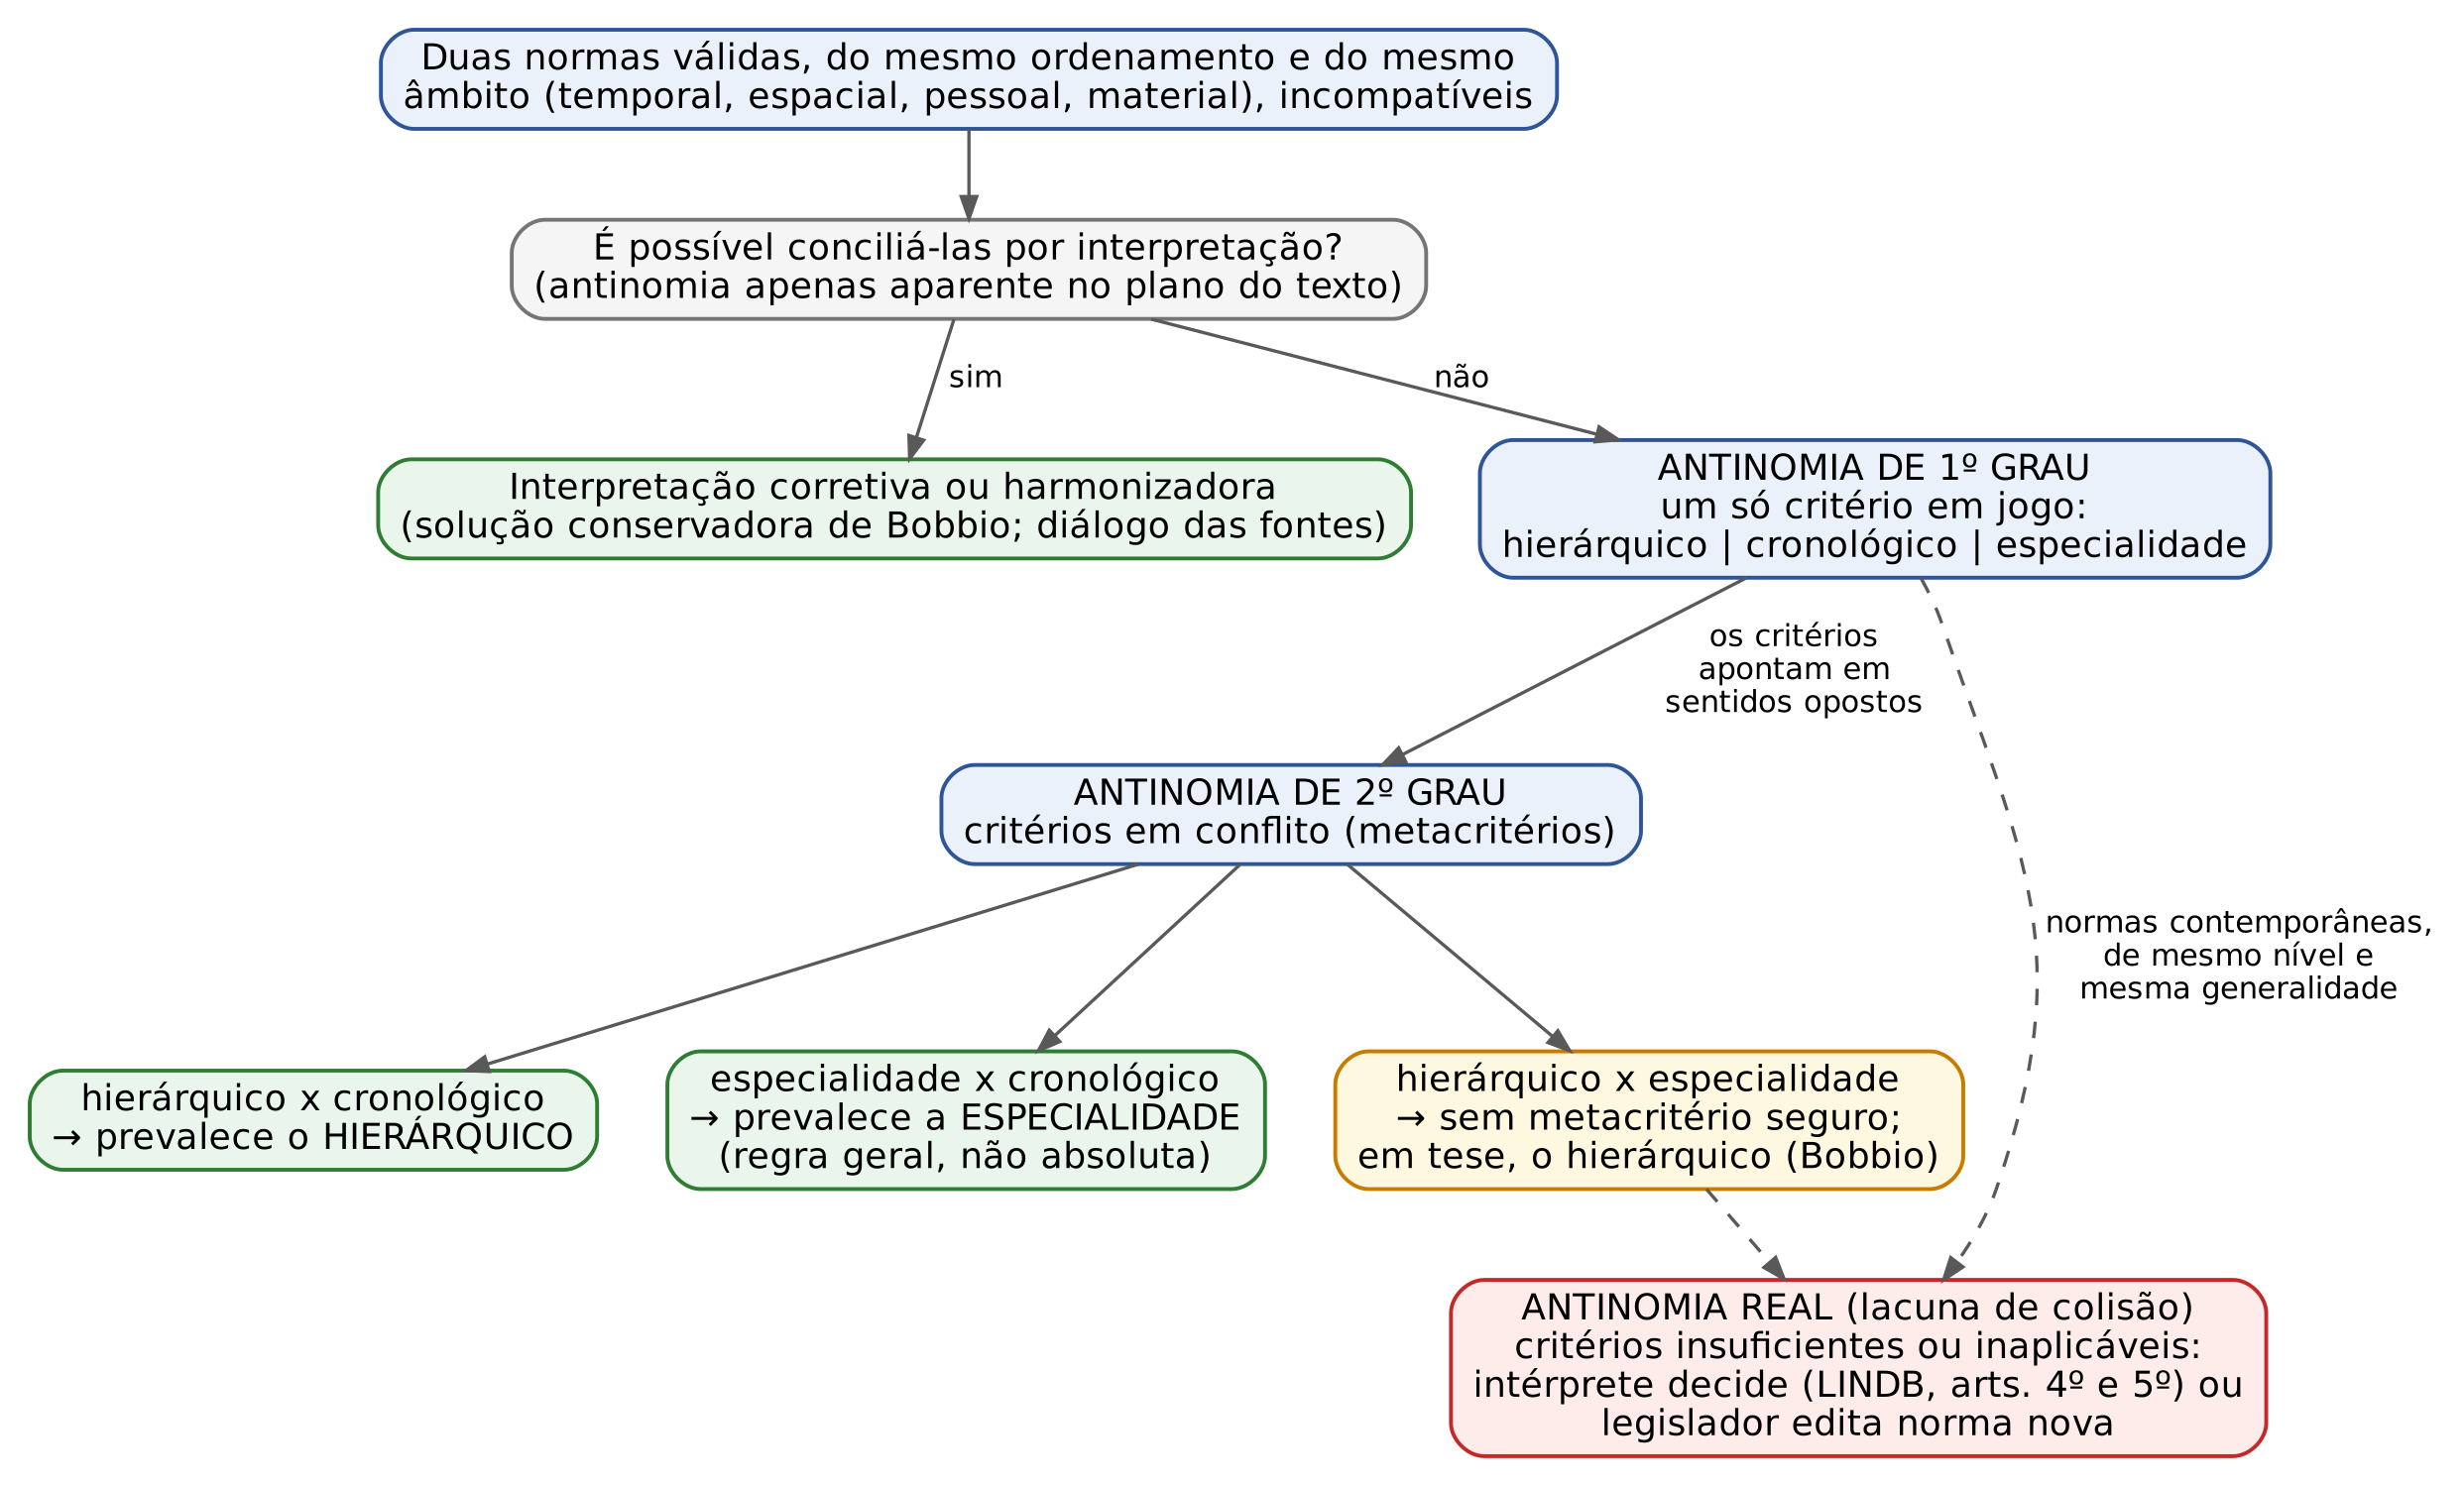 Duas normas válidas, do mesmo ordenamento e do mesmo
âmbito (temporal, espacial, pessoal, material), incompatíveis
É possível conciliá-las por interpretação?
(antinomia apenas aparente no plano do texto)
sim
não
Interpretação corretiva ou harmonizadora
(solução conservadora de Bobbio; diálogo das fontes)
ANTINOMIA DE 1º GRAU
um só critério em jogo:
hierárquico | cronológico | especialidade
os critérios
apontam em
sentidos opostos
ANTINOMIA DE 2º GRAU
critérios em conflito (metacritérios)
normas contemporâneas,
de mesmo nível e
mesma generalidade
hierárquico x cronológico
→ prevalece o HIERÁRQUICO
especialidade x cronológico
→ prevalece a ESPECIALIDADE
(regra geral, não absoluta)
hierárquico x especialidade
→ sem metacritério seguro;
em tese, o hierárquico (Bobbio)
ANTINOMIA REAL (lacuna de colisão)
critérios insuficientes ou inaplicáveis:
intérprete decide (LINDB, arts. 4º e 5º) ou
legislador edita norma nova